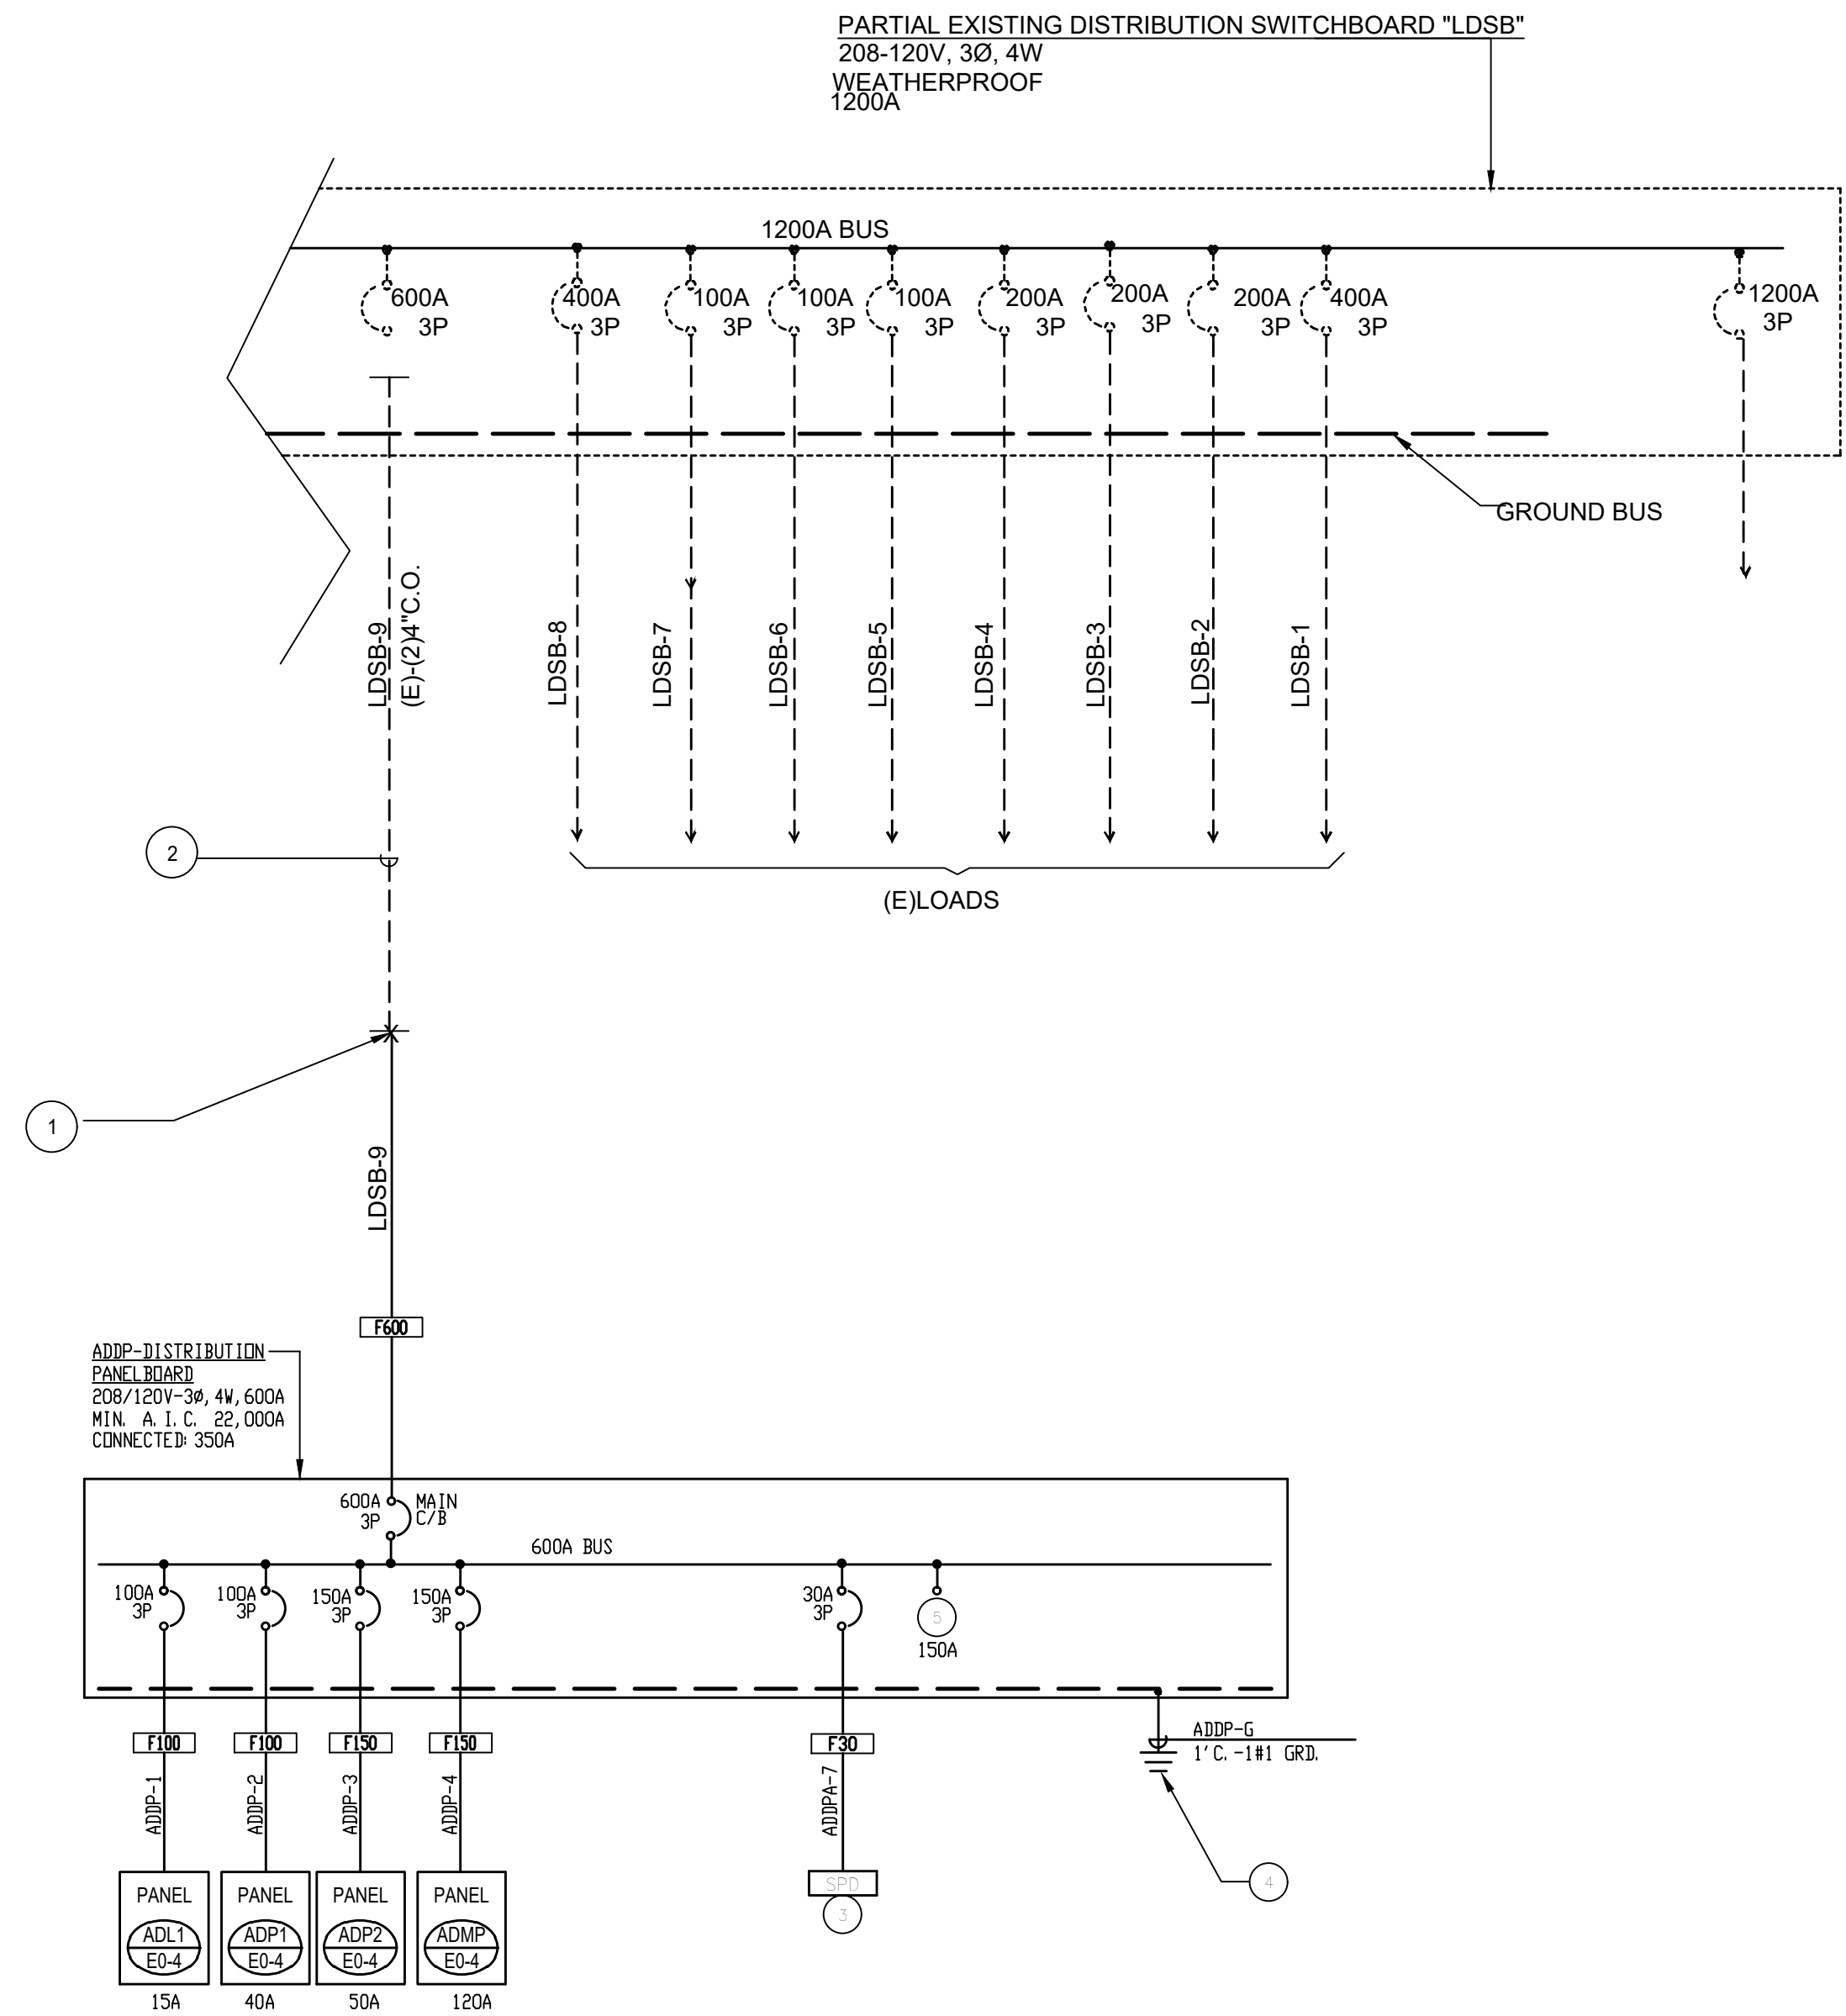 PARTIAL EXISTING DISTRIBUTION SWITCHBOARD "LDSB"
208-120V, 3Ø, 4W
WEATHERPROOF
1200A
1200A BUS
600A
3P
400A
3P
100A
3P
100A
3P
100A
3P
200A
3P
200A
3P
200A
3P
400A
3P
1200A
3P
GROUND BUS
LDSB-9
(E)-(2)4"C.O.
LDSB-8
LDSB-7
LDSB-6
LDSB-5
LDSB-4
LDSB-3
LDSB-2
LDSB-1
2
(E)LOADS
X
1
LDSB-9
F600
ADDP-DISTRIBUTION
PANELBOARD
208/120V-3Ø, 4W, 600A
MIN. A.I.C. 22,000A
CONNECTED: 350A
600A
3P
MAIN
C/B
600A BUS
100A
3P
100A
3P
150A
3P
150A
3P
30A
3P
5
150A
F100
F100
F150
F150
F30
ADDP-G
1'C.-1#1 GRD.
ADDP-1
ADDP-2
ADDP-3
ADDP-4
ADDPA-7
PANEL
ADL1
E0-4
15A
PANEL
ADP1
E0-4
40A
PANEL
ADP2
E0-4
50A
PANEL
ADMP
E0-4
120A
SPD
3
4